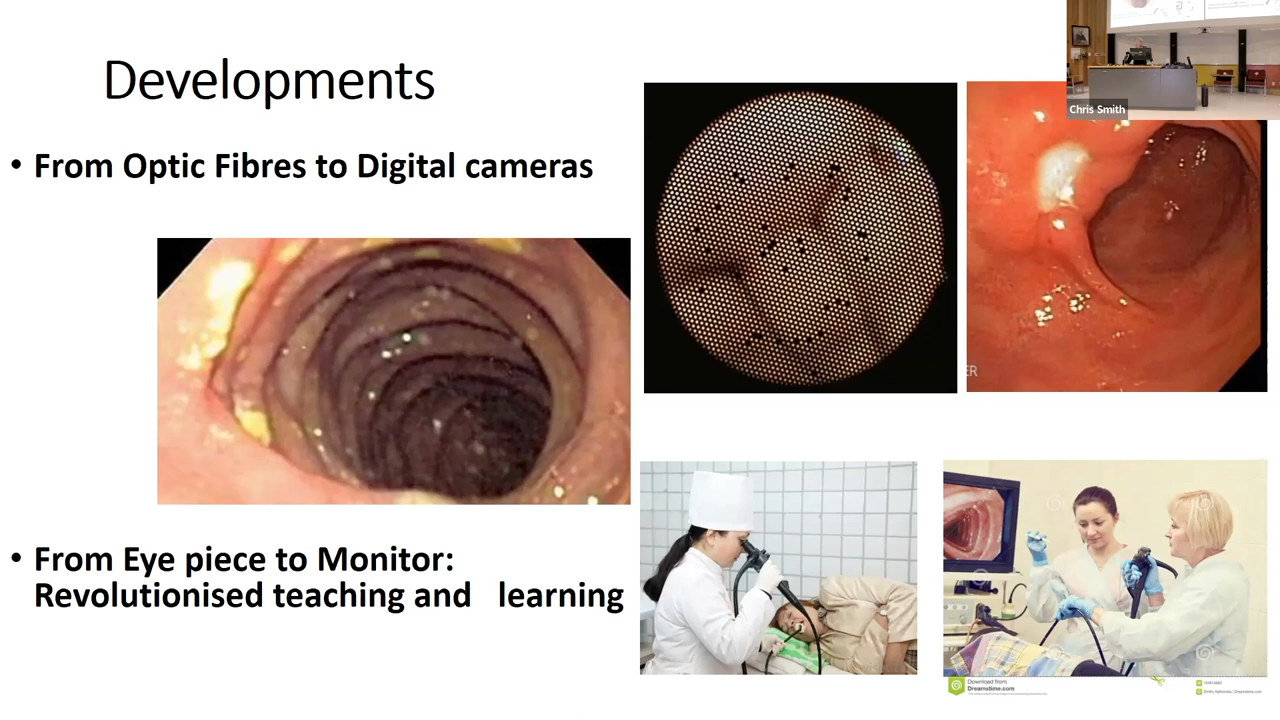 Developments
Chris Smith
• From Optic Fibres to Digital cameras
ER
• From Eye piece to Monitor:
Revolutionised teaching and learning
Download from
Dreamstime.com